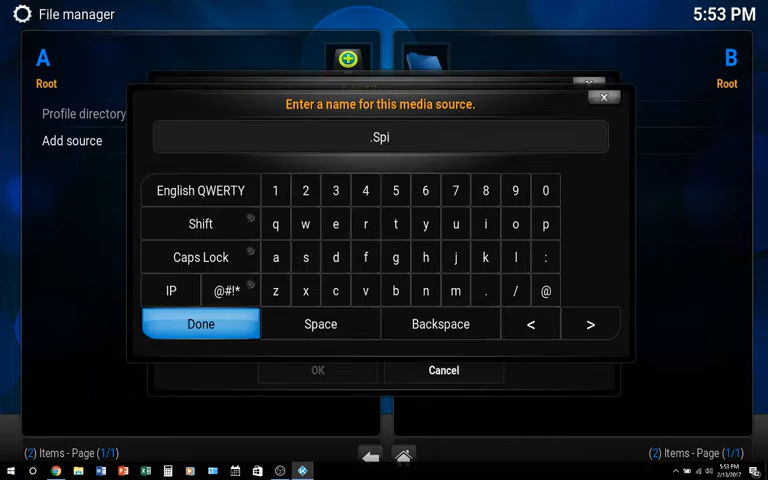 File manager
5:53 PM
A
B
Root
Root
Profile directory
Add source
Enter a name for this media source.
x
.Spi
English QWERTY 1 2 3 4 5 6 7 8 9 0
Shift q w e r t y u i o p
Caps Lock a s d f g h j k l :
IP @#!* z x c v b n m . / @
Done Space Backspace < >
OK Cancel
(2) Items - Page (1/1)
(2) Items - Page (1/1)
5:53 PM
2/13/2017